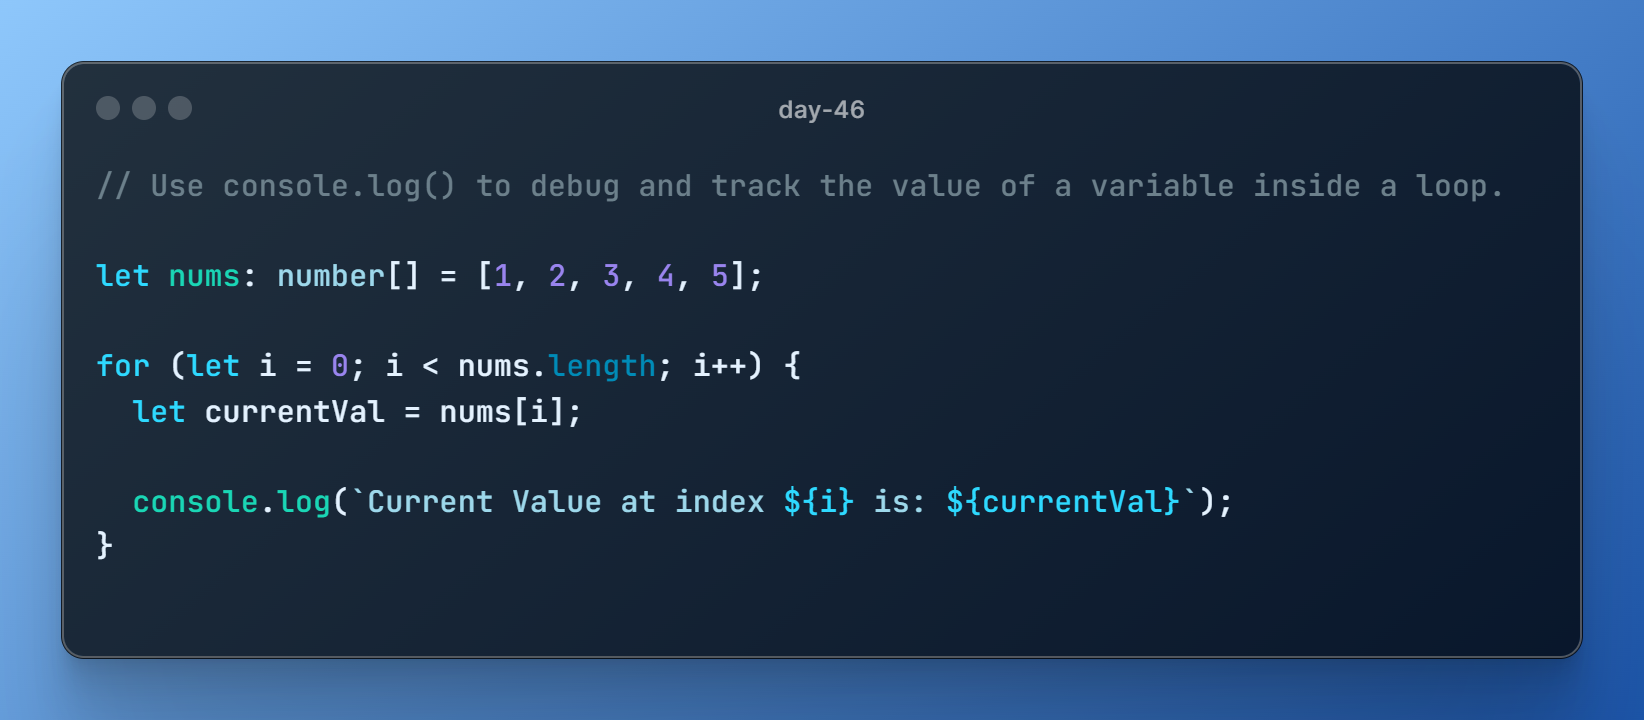 day-46
// Use console.log() to debug and track the value of a variable inside a loop.
let nums: number[] = [1, 2, 3, 4, 5];
for (let i = 0; i < nums.length; i++) {
  let currentVal = nums[i];
  console.log(`Current Value at index ${i} is: ${currentVal}`);
}